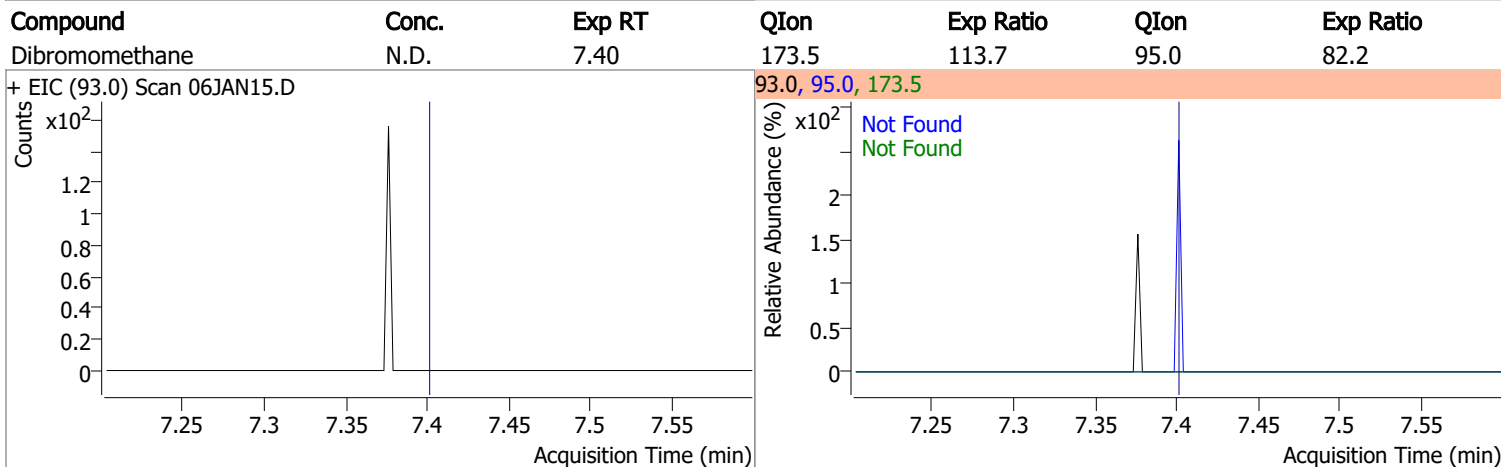 Compound Conc. Exp RT QIon Exp Ratio QIon Exp Ratio
Dibromomethane N.D. 7.40 173.5 113.7 95.0 82.2
+ EIC (93.0) Scan 06JAN15.D
Counts
x10²
1.2
1
0.8
0.6
0.4
0.2
0
7.25 7.3 7.35 7.4 7.45 7.5 7.55
Acquisition Time (min)
93.0, 95.0, 173.5
Relative Abundance (%)
x10²
Not Found
Not Found
2
1.5
1
0.5
0
7.25 7.3 7.35 7.4 7.45 7.5 7.55
Acquisition Time (min)